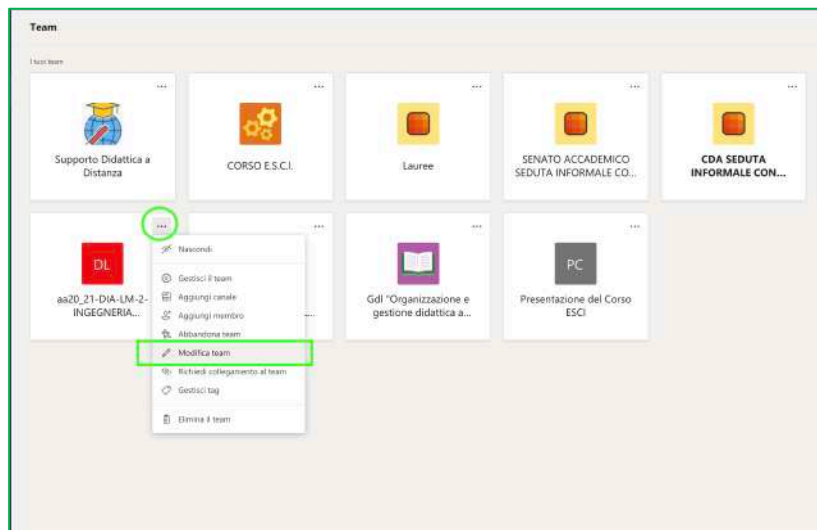 Team
I tuoi team
Supporto Didattica a
Distanza
CORSO E.S.C.I.
Lauree
SENATO ACCADEMICO
SEDUTA INFORMALE CO...
CDA SEDUTA
INFORMALE CON...
DL
aa20_21-DIA-LM-2-
INGEGNERIA...
Nascondi
Gestisci il team
Aggiungi canale
Aggiungi membro
Abbandona team
Modifica team
Richiedi collegamento al team
Gestisci tag
Elimina il team
GdI "Organizzazione e
gestione didattica a...
PC
Presentazione del Corso
ESCI